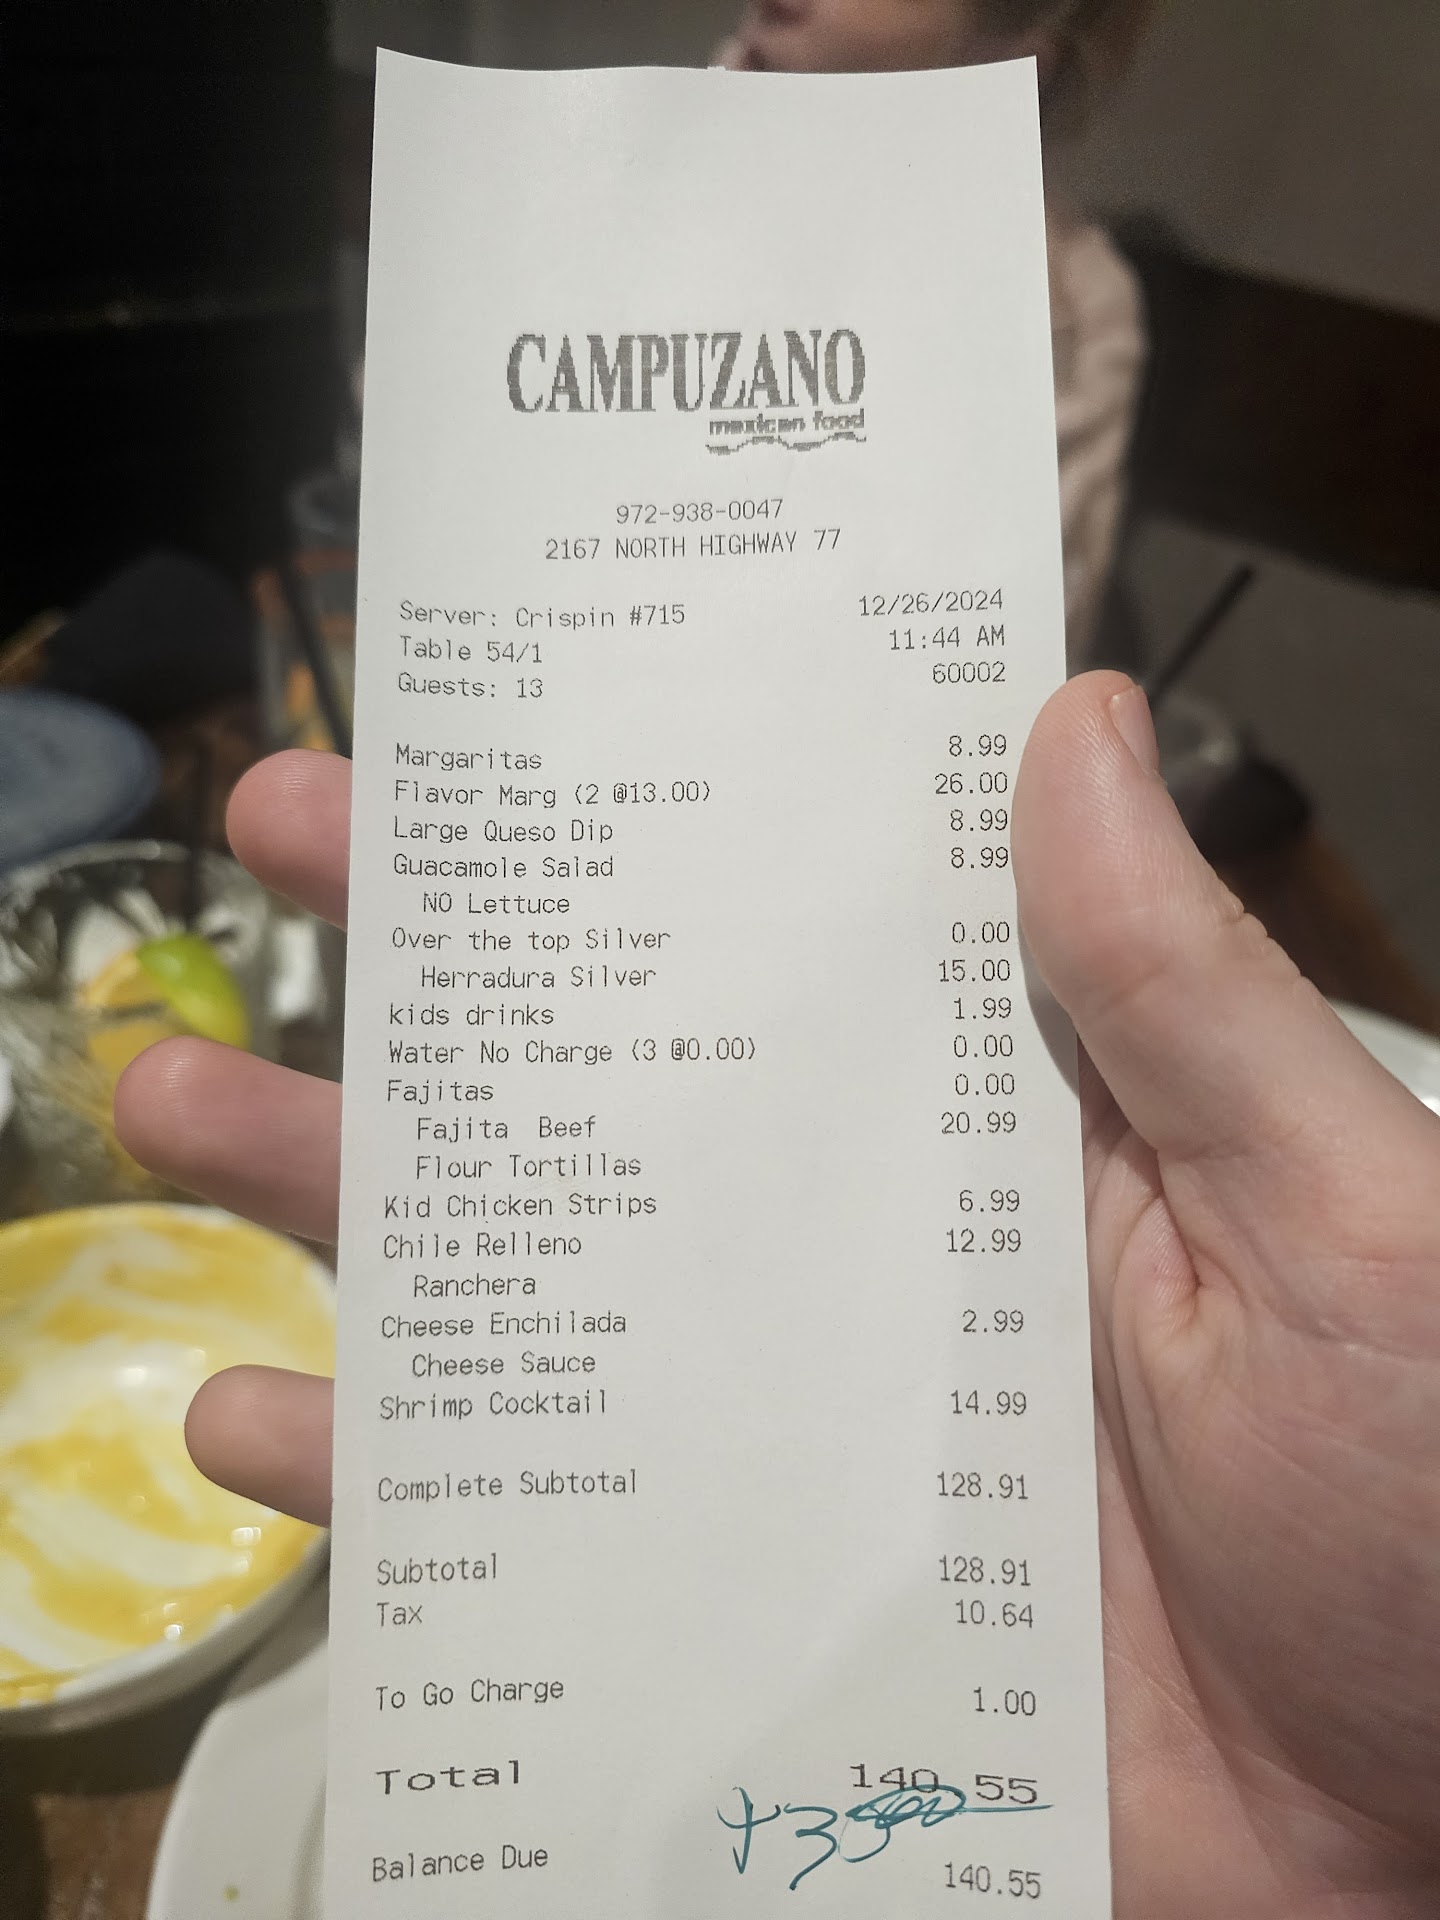 CAMPUZANO
mexican food
972-938-0047
2167 NORTH HIGHWAY 77
Server: Crispin #715 12/26/2024
Table 54/1 11:44 AM
Guests: 13 60002
Margaritas 8.99
Flavor Marg (2 @13.00) 26.00
Large Queso Dip 8.99
Guacamole Salad 8.99
NO Lettuce
Over the top Silver 0.00
Herradura Silver 15.00
kids drinks 1.99
Water No Charge (3 @0.00) 0.00
Fajitas 0.00
Fajita Beef 20.99
Flour Tortillas
Kid Chicken Strips 6.99
Chile Relleno 12.99
Ranchera
Cheese Enchilada 2.99
Cheese Sauce
Shrimp Cocktail 14.99
Complete Subtotal 128.91
Subtotal 128.91
Tax 10.64
To Go Charge 1.00
Total 140.55
Balance Due 140.55